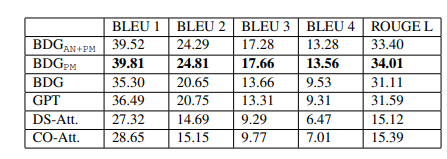 BLEU 1 BLEU 2 BLEU 3 BLEU 4 ROUGE L
BDG AN+PM 39.52 24.29 17.28 13.28 33.40
BDG PM 39.81 24.81 17.66 13.56 34.01
BDG 35.30 20.65 13.66 9.53 31.11
GPT 36.49 20.75 13.31 9.31 31.59
DS-Att. 27.32 14.69 9.29 6.47 15.12
CO-Att. 28.65 15.15 9.77 7.01 15.39